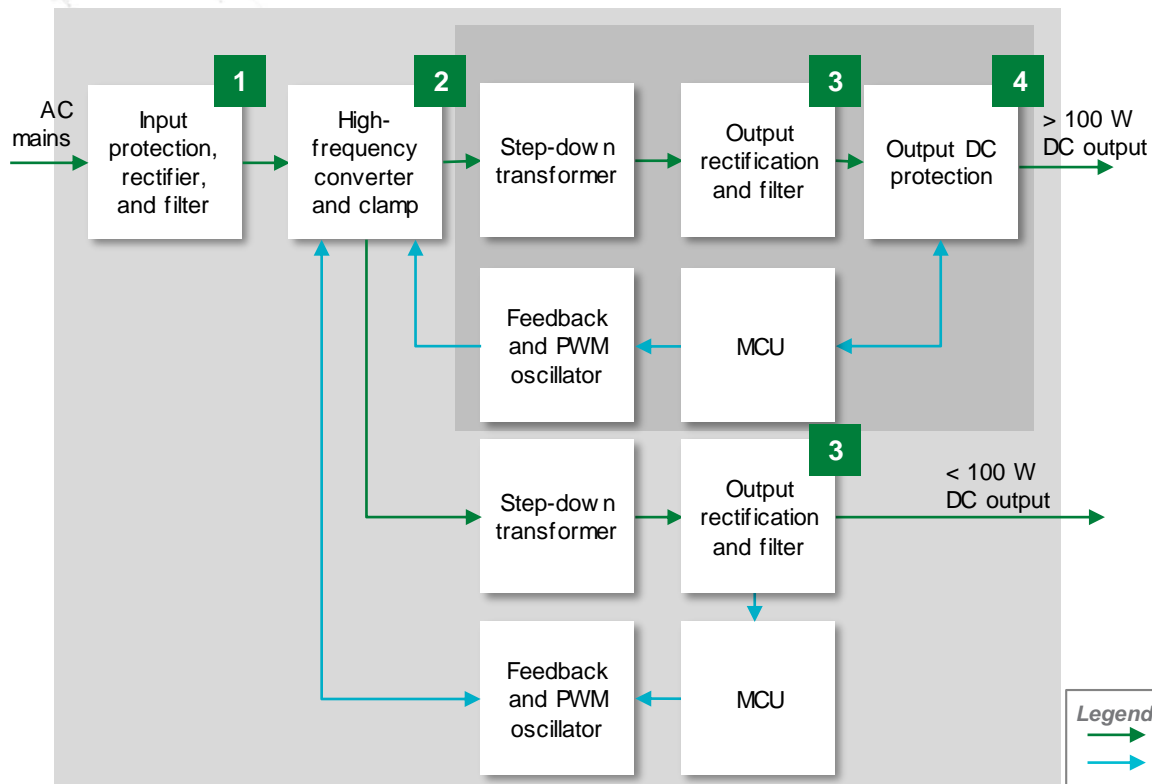 1
2
3
4
AC
mains
Input
protection,
rectifier,
and filter
High-
frequency
converter
and clamp
Step-down
transformer
Output
rectification
and filter
Output DC
protection
> 100 W
DC output
Feedback
and PWM
oscillator
MCU
3
Step-down
transformer
Output
rectification
and filter
< 100 W
DC output
Feedback
and PWM
oscillator
MCU
Legend